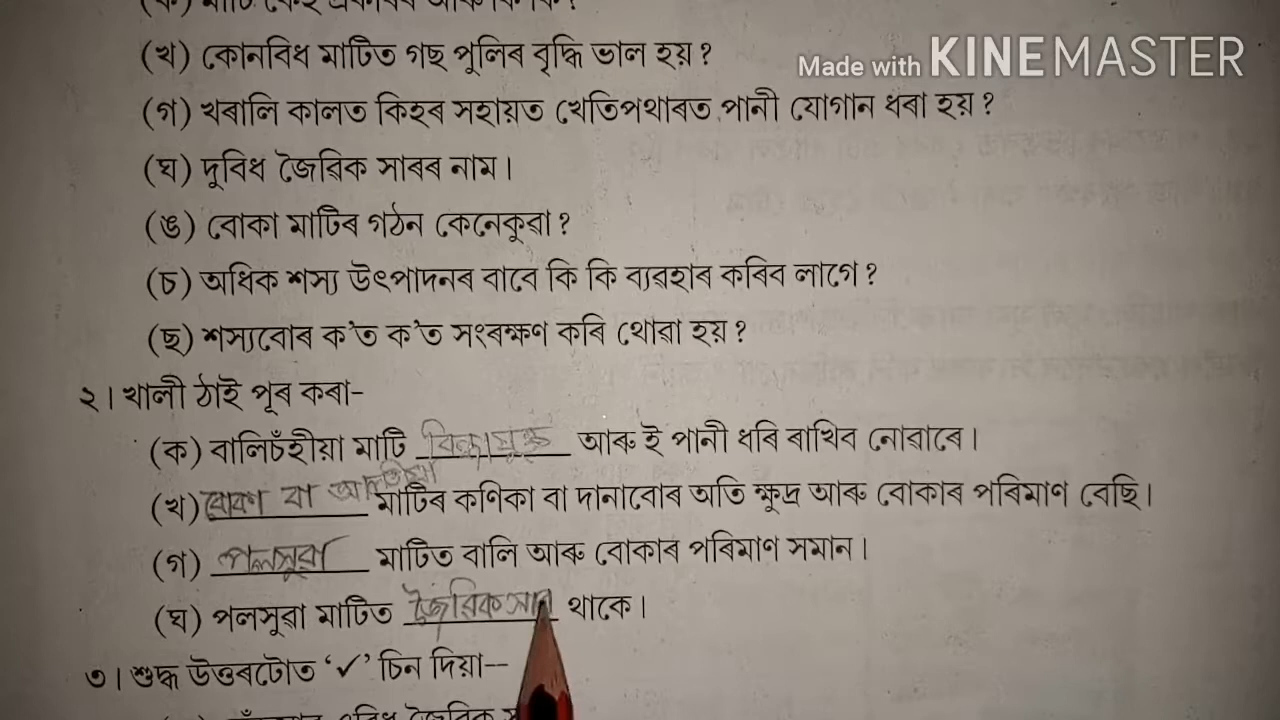 (খ) কোনবিধ মাটিত গছ পুলিৰ বৃদ্ধি ভাল হয়?
Made with KINEMASTER
(গ) খৰালি কালত কিহৰ সহায়ত খেতিপথাৰত পানী যোগান ধৰা হয়?
(ঘ) দুবিধ জৈৱিক সাৰৰ নাম।
(ঙ) বোকা মাটিৰ গঠন কেনেকুৱা?
(চ) অধিক শস্য উৎপাদনৰ বাবে কি কি ব্যৱহাৰ কৰিব লাগে?
(ছ) শস্যবোৰ ক'ত ক'ত সংৰক্ষণ কৰি থোৱা হয়?
২। খালী ঠাই পূৰ কৰা-
(ক) বালিচঁহীয়া মাটি আৰু ই পানী ধৰি ৰাখিব নোৱাৰে।
(খ) বোকা বা মাটিৰ কণিকা বা দানাবোৰ অতি ক্ষুদ্ৰ আৰু বোকাৰ পৰিমাণ বেছি।
(গ) পলসুৱা মাটিত বালি আৰু বোকাৰ পৰিমাণ সমান।
(ঘ) পলসুৱা মাটিত জৈৱিক সাৰ থাকে।
৩। শুদ্ধ উত্তৰটোত '✓' চিন দিয়া--